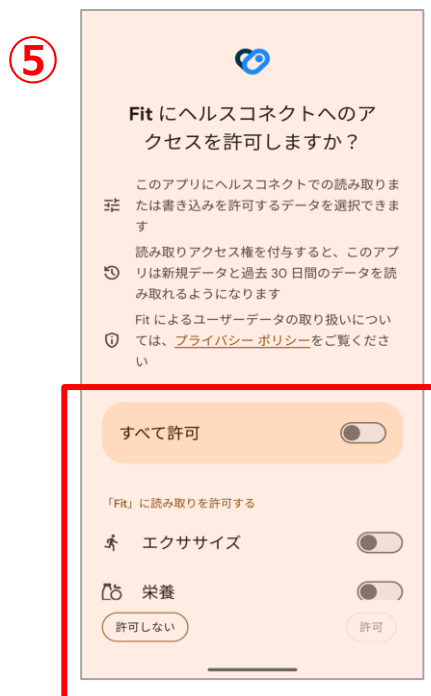 ⑤
Fit にヘルスコネクトへのア
クセスを許可しますか？
このアプリにヘルスコネクトでの読み取りま
たは書き込みを許可するデータを選択できま
す
読み取りアクセス権を付与すると、このアプ
リは新規データと過去 30 日間のデータを読
み取れるようになります
Fit によるユーザーデータの取り扱いについ
ては、プライバシー ポリシーをご覧くださ
い
すべて許可
「Fit」に読み取りを許可する
エクササイズ
栄養
許可しない
許可